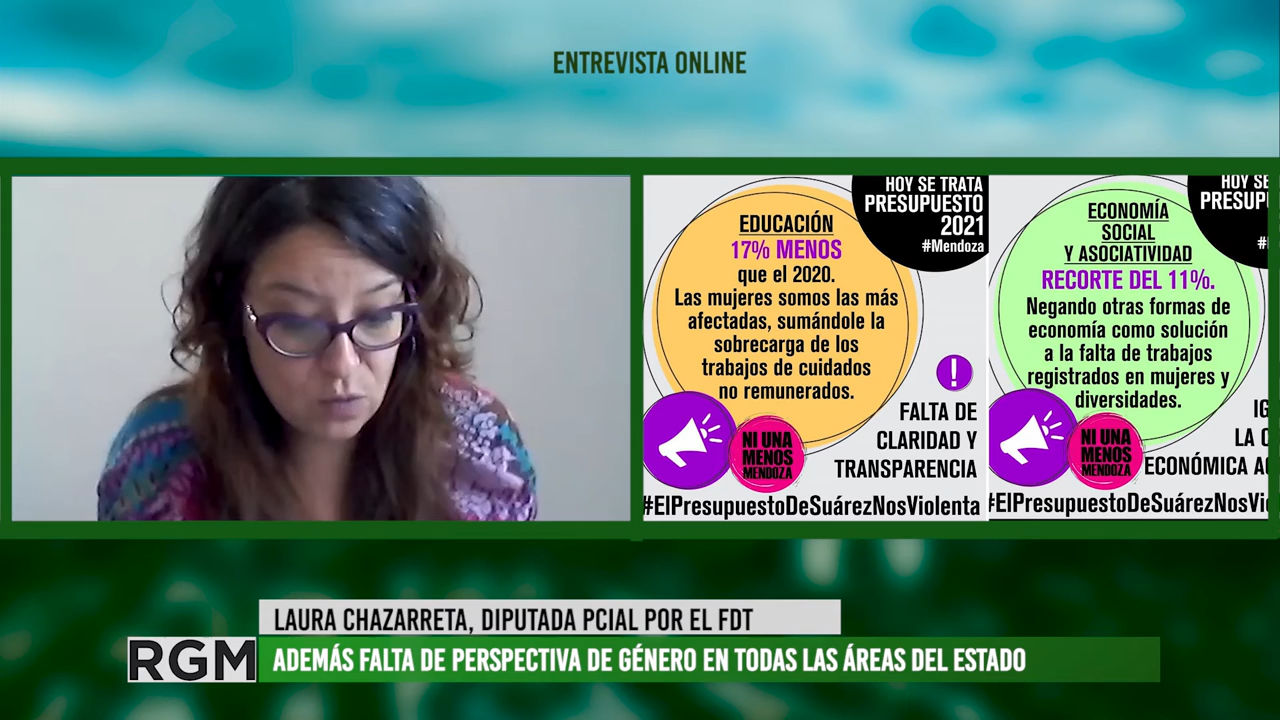 ENTREVISTA ONLINE
HOY SE TRATA
PRESUPUESTO
2021
#Mendoza
EDUCACIÓN
17% MENOS
que el 2020.
Las mujeres somos las más
afectadas, sumándole la
sobrecarga de los
trabajos de cuidados
no remunerados.
FALTA DE
CLARIDAD Y
TRANSPARENCIA
NI UNA
MENOS
MENDOZA
#ElPresupuestoDeSuárezNosViolenta
HOY SE
ECONOMÍA
SOCIAL
Y ASOCIATIVIDAD
RECORTE DEL 11%.
Negando otras formas de
economía como solución
a la falta de trabajos
registrados en mujeres y
diversidades.
LA
ECONÓMICA
NI UNA
MENOS
MENDOZA
LAURA CHAZARRETA, DIPUTADA PCIAL POR EL FDT
RGM
ADEMÁS FALTA DE PERSPECTIVA DE GÉNERO EN TODAS LAS ÁREAS DEL ESTADO